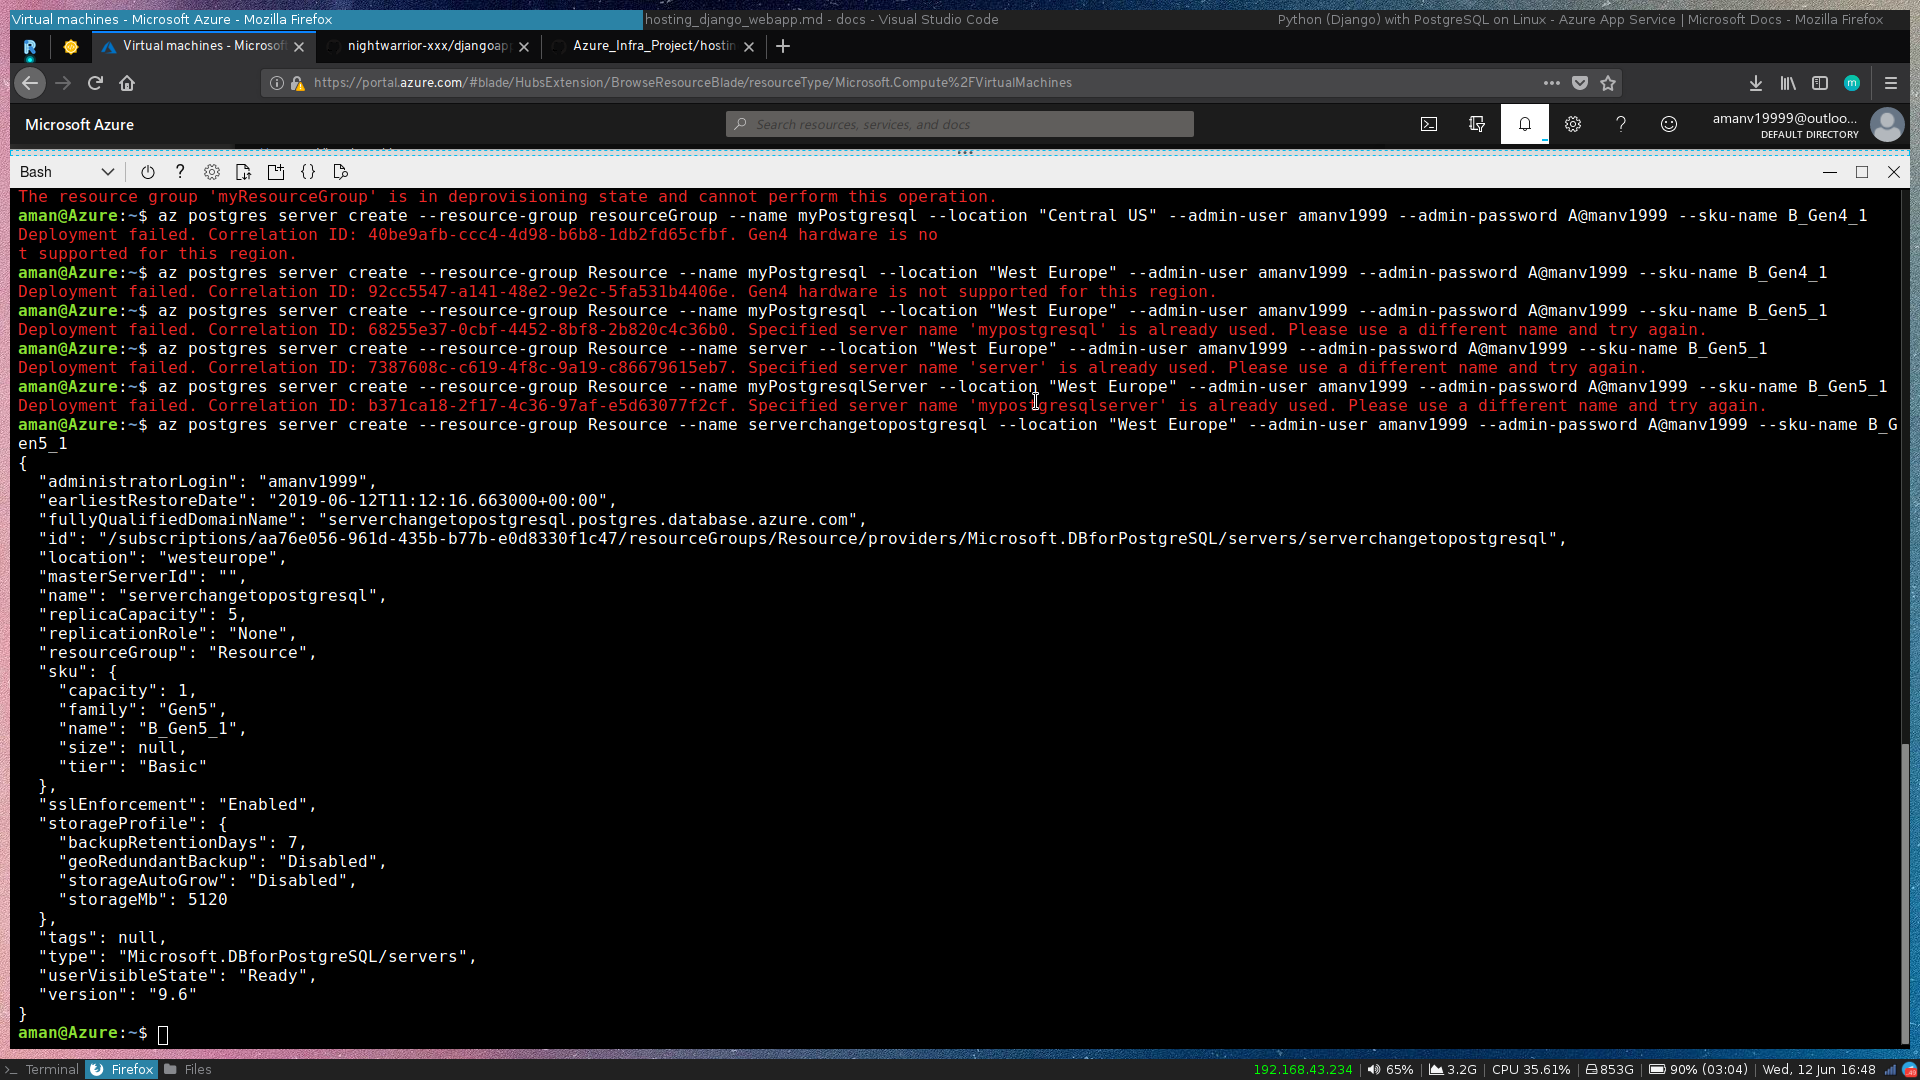 Virtual machines - Microsoft Azure - Mozilla Firefox
hosting_django_webapp.md - docs - Visual Studio Code
Python (Django) with PostgreSQL on Linux - Azure App Service | Microsoft Docs - Mozilla Firefox
Virtual machines - Microsof
nightwarrior-xxx/djangoap
Azure_Infra_Project/hostin
https://portal.azure.com/#blade/HubsExtension/BrowseResourceBlade/resourceType/Microsoft.Compute%2FVirtualMachines
m
Microsoft Azure
Search resources, services, and docs
amanv19999@outloo...
DEFAULT DIRECTORY
Bash
The resource group 'myResourceGroup' is in deprovisioning state and cannot perform this operation.
aman@Azure:~$ az postgres server create --resource-group resourceGroup --name myPostgresql --location "Central US" --admin-user amanv1999 --admin-password A@manv1999 --sku-name B_Gen4_1
Deployment failed. Correlation ID: 40be9afb-ccc4-4d98-b6b8-1db2fd65cfbf. Gen4 hardware is no
t supported for this region.
aman@Azure:~$ az postgres server create --resource-group Resource --name myPostgresql --location "West Europe" --admin-user amanv1999 --admin-password A@manv1999 --sku-name B_Gen4_1
Deployment failed. Correlation ID: 92cc5547-a141-48e2-9e2c-5fa531b4406e. Gen4 hardware is not supported for this region.
aman@Azure:~$ az postgres server create --resource-group Resource --name myPostgresql --location "West Europe" --admin-user amanv1999 --admin-password A@manv1999 --sku-name B_Gen5_1
Deployment failed. Correlation ID: 68255e37-0cbf-4452-8bf8-2b820c4c36b0. Specified server name 'mypostgresql' is already used. Please use a different name and try again.
aman@Azure:~$ az postgres server create --resource-group Resource --name server --location "West Europe" --admin-user amanv1999 --admin-password A@manv1999 --sku-name B_Gen5_1
Deployment failed. Correlation ID: 7387608c-c619-4f8c-9a19-c86679615eb7. Specified server name 'server' is already used. Please use a different name and try again.
aman@Azure:~$ az postgres server create --resource-group Resource --name myPostgresqlServer --location "West Europe" --admin-user amanv1999 --admin-password A@manv1999 --sku-name B_Gen5_1
Deployment failed. Correlation ID: b371ca18-2f17-4c36-97af-e5d63077f2cf. Specified server name 'mypostgresqlserver' is already used. Please use a different name and try again.
aman@Azure:~$ az postgres server create --resource-group Resource --name serverchangetopostgresql --location "West Europe" --admin-user amanv1999 --admin-password A@manv1999 --sku-name B_G
en5_1
{
  "administratorLogin": "amanv1999",
  "earliestRestoreDate": "2019-06-12T11:12:16.663000+00:00",
  "fullyQualifiedDomainName": "serverchangetopostgresql.postgres.database.azure.com",
  "id": "/subscriptions/aa76e056-961d-435b-b77b-e0d8330f1c47/resourceGroups/Resource/providers/Microsoft.DBforPostgreSQL/servers/serverchangetopostgresql",
  "location": "westeurope",
  "masterServerId": "",
  "name": "serverchangetopostgresql",
  "replicaCapacity": 5,
  "replicationRole": "None",
  "resourceGroup": "Resource",
  "sku": {
    "capacity": 1,
    "family": "Gen5",
    "name": "B_Gen5_1",
    "size": null,
    "tier": "Basic"
  },
  "sslEnforcement": "Enabled",
  "storageProfile": {
    "backupRetentionDays": 7,
    "geoRedundantBackup": "Disabled",
    "storageAutoGrow": "Disabled",
    "storageMb": 5120
  },
  "tags": null,
  "type": "Microsoft.DBforPostgreSQL/servers",
  "userVisibleState": "Ready",
  "version": "9.6"
}
aman@Azure:~$
Terminal
Firefox
Files
192.168.43.234 | 65% | 3.2G | CPU 35.61% | 853G | 90% (03:04) | Wed, 12 Jun 16:48